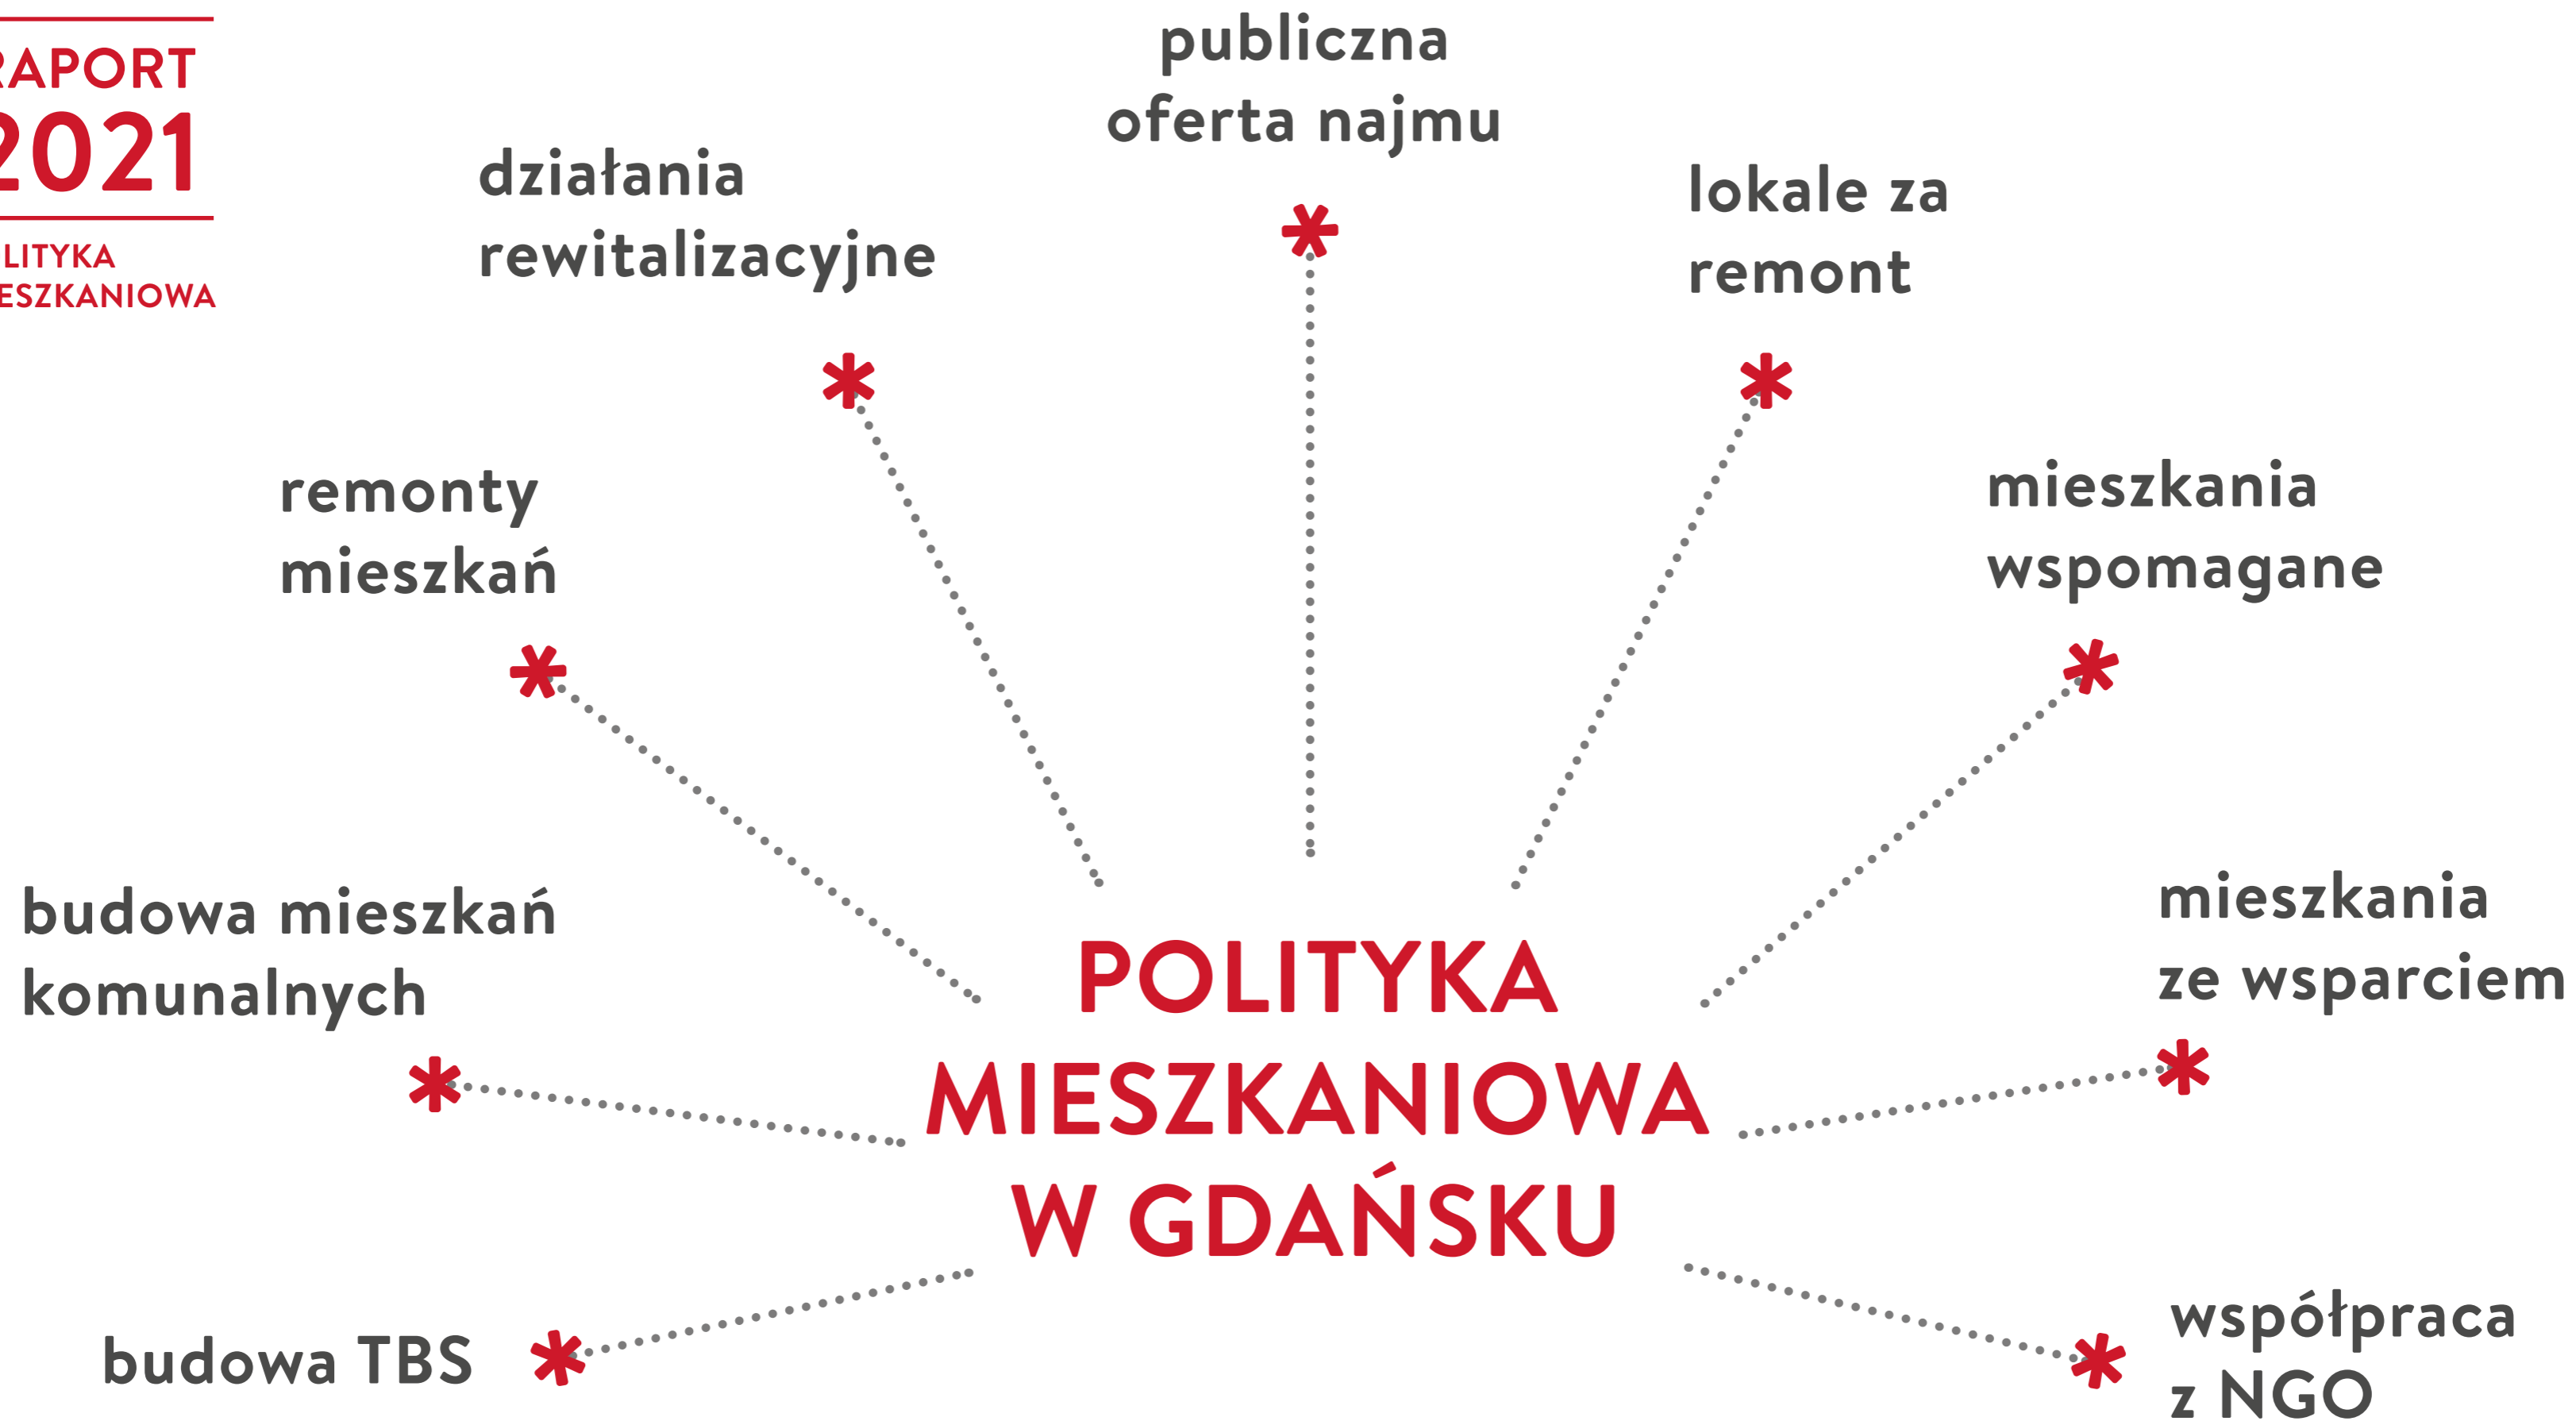 RAPORT
2021
LITYKA
ESZKANIOWA
publiczna
oferta najmu
działania
rewitalizacyjne
lokale za
remont
remonty
mieszkań
mieszkania
wspomagane
budowa mieszkań
komunalnych
mieszkania
ze wsparciem
POLITYKA
MIESZKANIOWA
W GDAŃSKU
budowa TBS
współpraca
z NGO